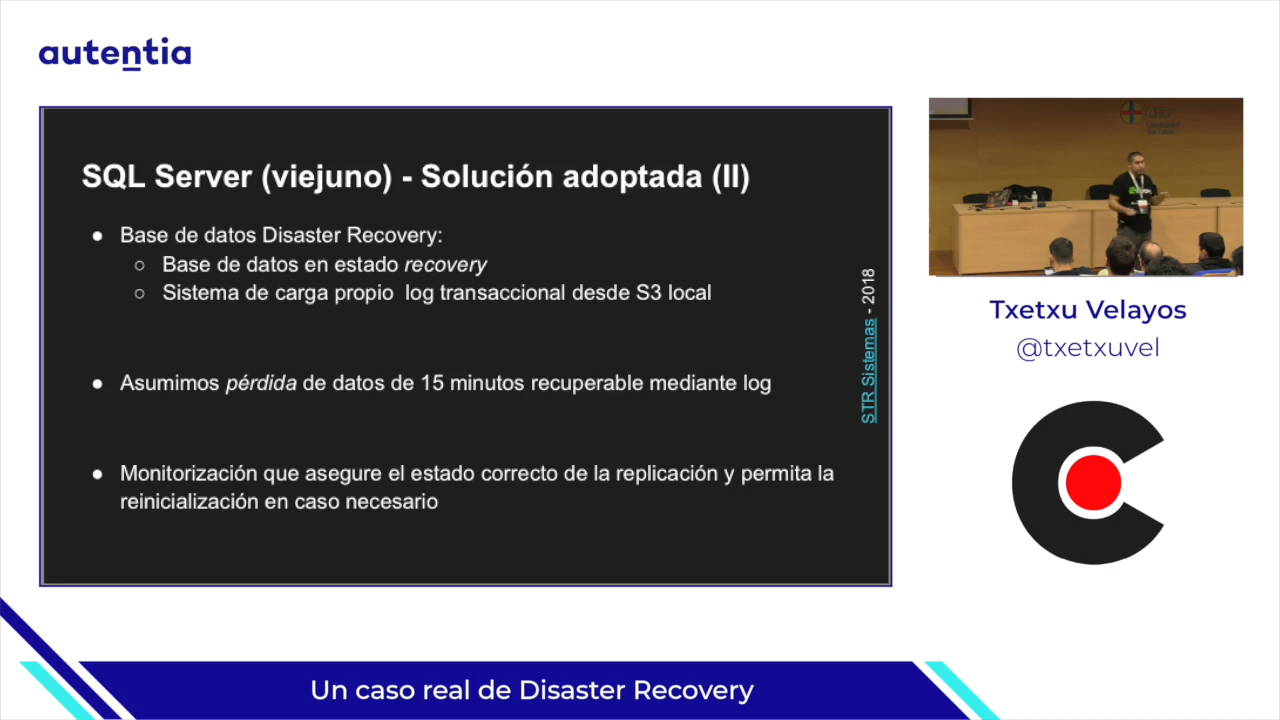 autentia
SQL Server (viejuno) - Solución adoptada (II)
● Base de datos Disaster Recovery:
○ Base de datos en estado recovery
○ Sistema de carga propio log transaccional desde S3 local
● Asumimos pérdida de datos de 15 minutos recuperable mediante log
● Monitorización que asegure el estado correcto de la replicación y permita la
reinicialización en caso necesario
STR Sistemas - 2018
Txetxu Velayos
@txetxuvel
Un caso real de Disaster Recovery